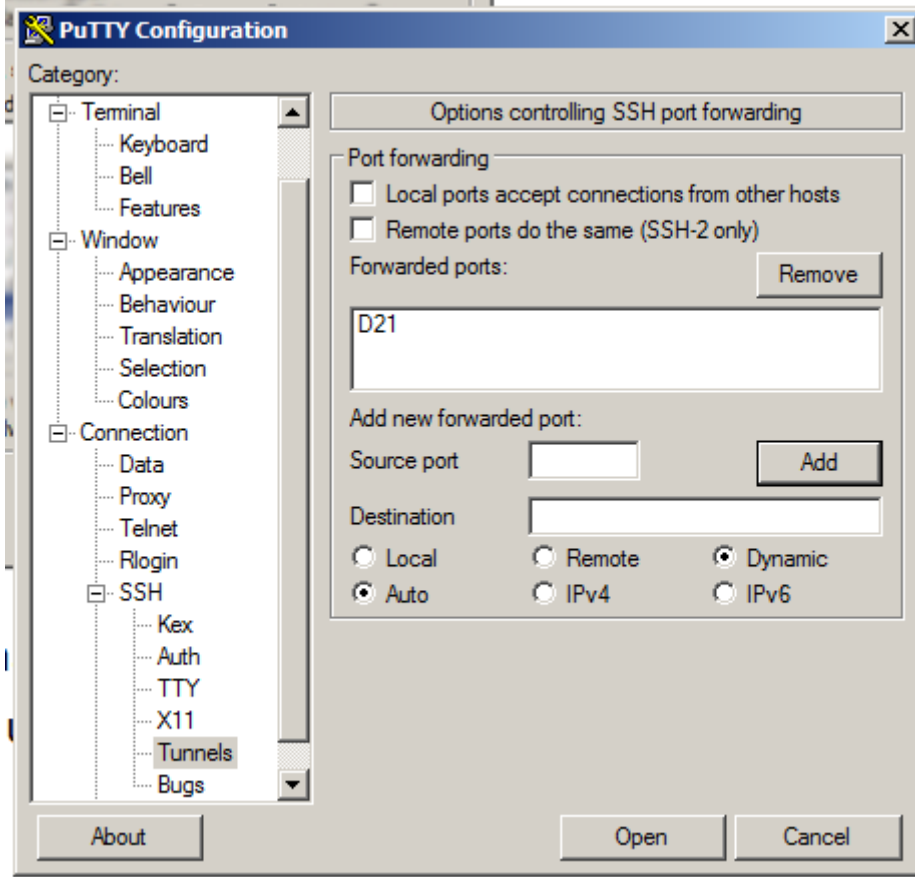 PuTTY Configuration
Category:
Terminal
Keyboard
Bell
Features
Window
Appearance
Behaviour
Translation
Selection
Colours
Connection
Data
Proxy
Telnet
Rlogin
SSH
Kex
Auth
TTY
X11
Tunnels
Bugs
Options controlling SSH port forwarding
Port forwarding
Local ports accept connections from other hosts
Remote ports do the same (SSH-2 only)
Forwarded ports:
Remove
D21
Add new forwarded port:
Source port
Add
Destination
Local Remote Dynamic
Auto IPv4 IPv6
About
Open
Cancel